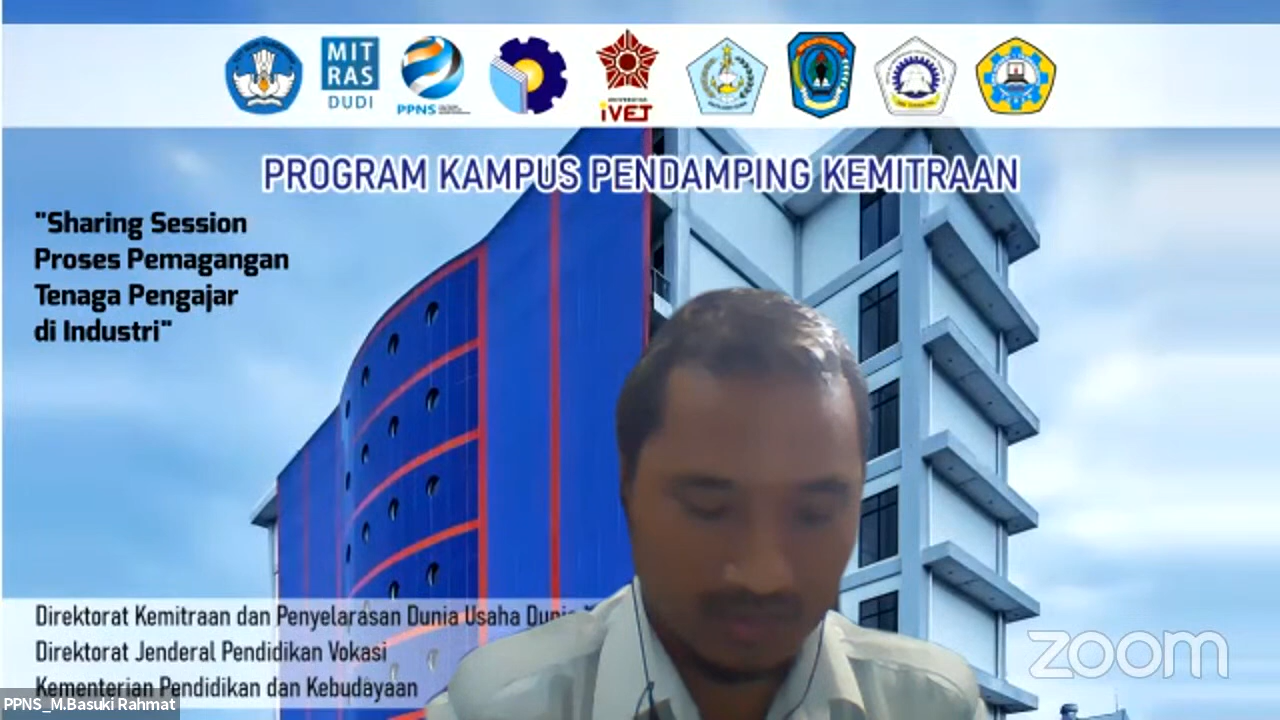 MIT
RAS
DUDI
PPNS
iVET
PROGRAM KAMPUS PENDAMPING KEMITRAAN
"Sharing Session
Proses Pemagangan
Tenaga Pengajar
di Industri"
Direktorat Kemitraan dan Penyelarasan Dunia Usaha
Direktorat Jenderal Pendidikan Vokasi
Kementerian Pendidikan dan Kebudayaan
PPNS_M.Basuki Rahmat
zoom